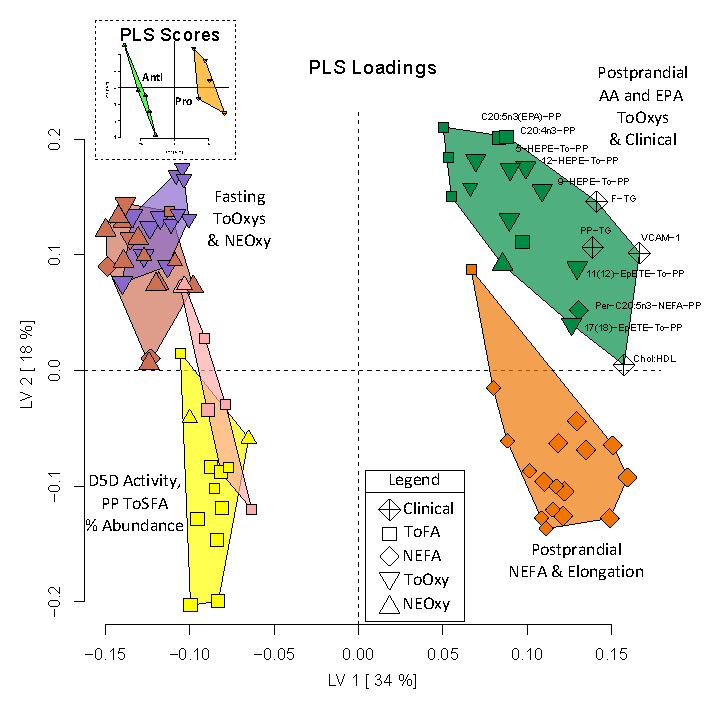 PLS Scores
Anti
Pro
PLS Loadings
Postprandial
AA and EPA
ToOxys
& Clinical
C20:5n3(EPA)-PP
C20:4n3-PP
5-HEPE-To-PP
12-HEPE-To-PP
9-HEPE-To-PP
F-TG
PP-TG
VCAM-1
11(12)-EpETE-To-PP
Per-C20:5n3-NEFA-PP
17(18)-EpETE-To-PP
Chol:HDL
Fasting
ToOxys
& NEOxy
D5D Activity,
PP ToSFA
% Abundance
Postprandial
NEFA & Elongation
Legend
Clinical
ToFA
NEFA
ToOxy
NEOxy
LV 2 [ 18 %]
0.2
0.1
0.0
−0.1
−0.2
−0.15
−0.10
−0.05
0.00
0.05
0.10
0.15
LV 1 [ 34 %]